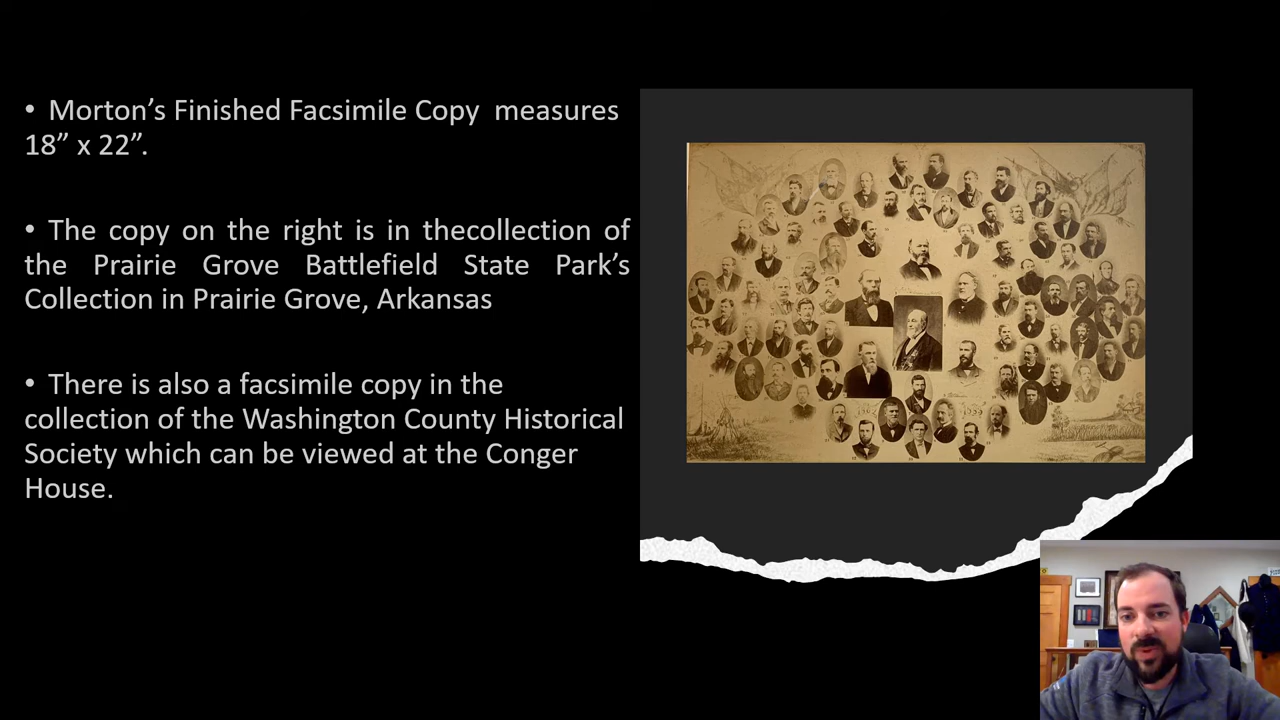 • Morton’s Finished Facsimile Copy  measures
18” x 22”.
• The copy on the right is in thecollection of
the Prairie Grove Battlefield State Park’s
Collection in Prairie Grove, Arkansas
• There is also a facsimile copy in the
collection of the Washington County Historical
Society which can be viewed at the Conger
House.